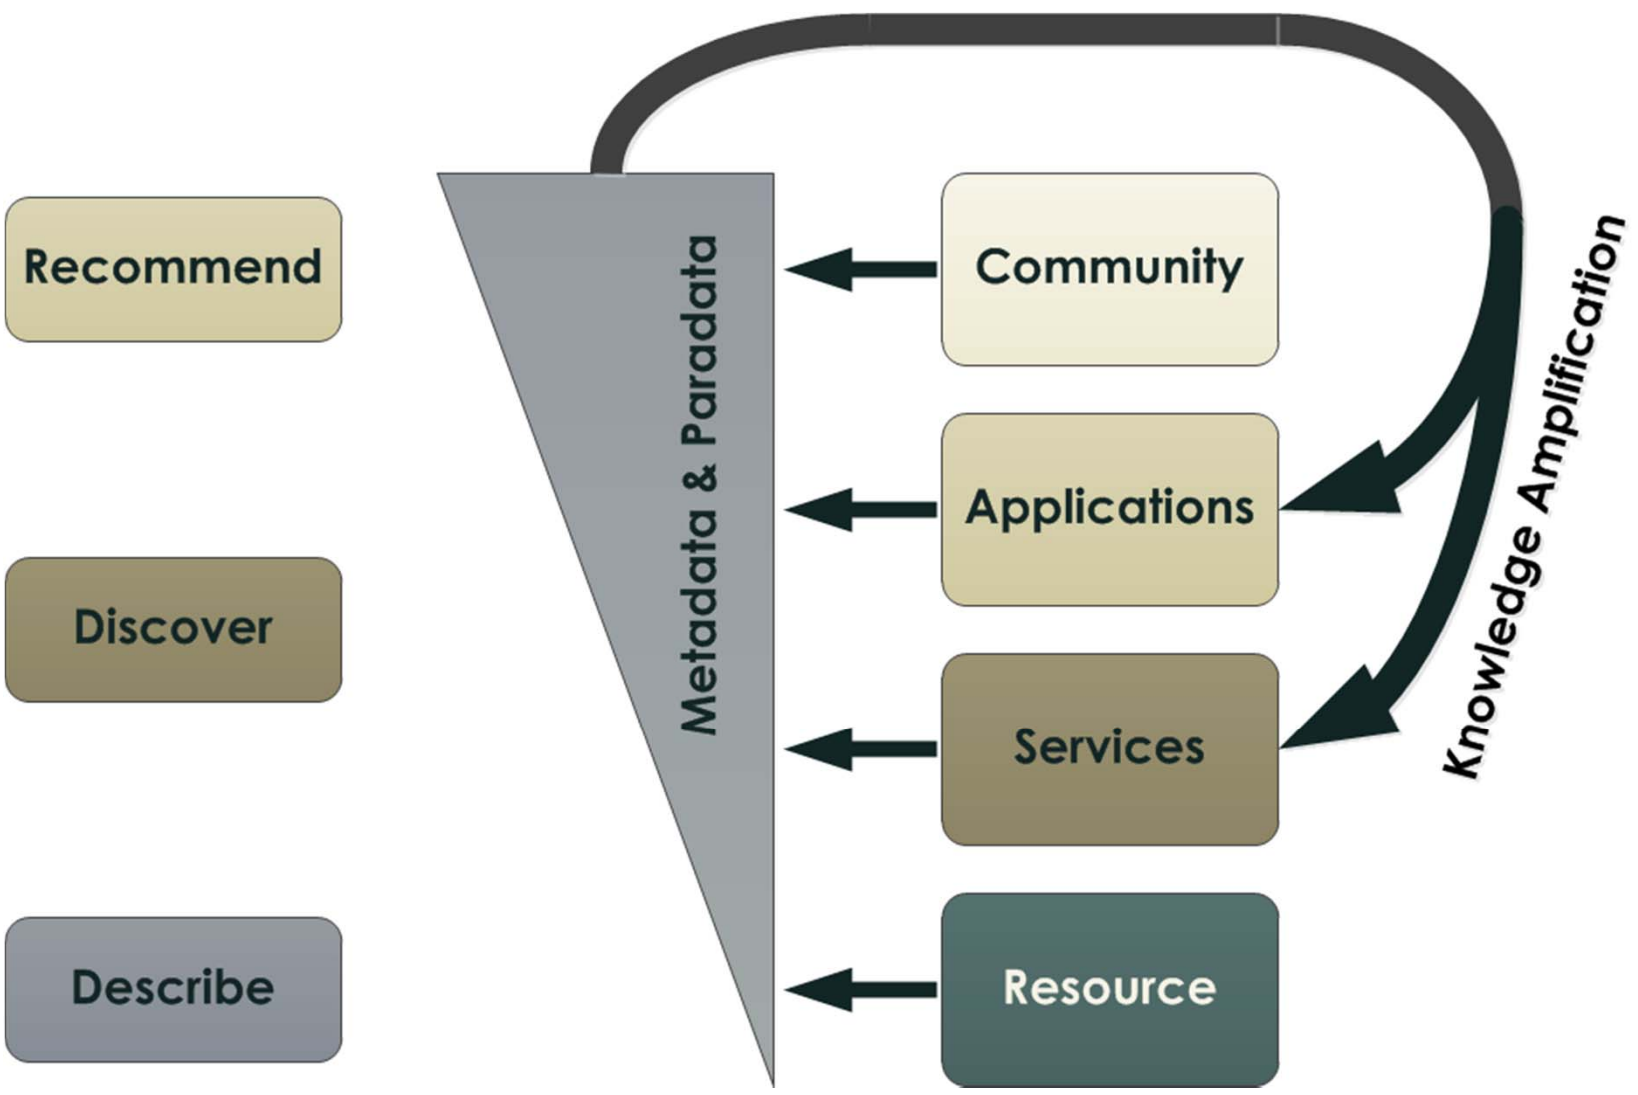 Recommend
Discover
Describe
Metadata & Paradata
Community
Applications
Services
Resource
Knowledge Amplification